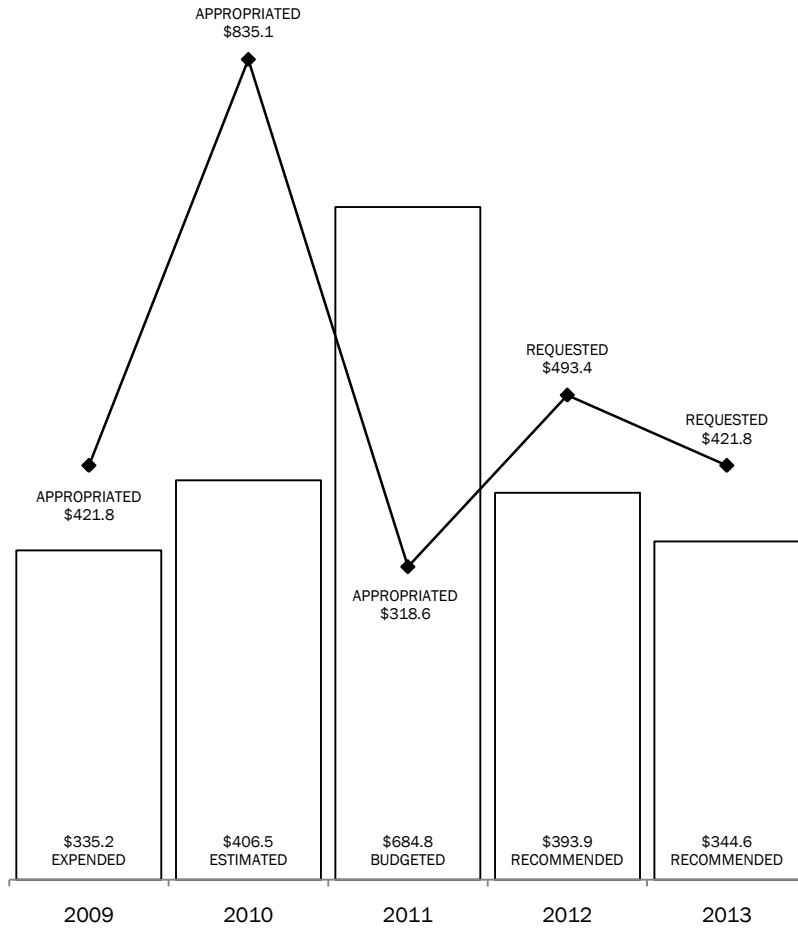 APPROPRIATED
$835.1
REQUESTED
$493.4
REQUESTED
$421.8
APPROPRIATED
$421.8
APPROPRIATED
$318.6
$335.2
EXPENDED
$406.5
ESTIMATED
$684.8
BUDGETED
$393.9
RECOMMENDED
$344.6
RECOMMENDED
2009
2010
2011
2012
2013